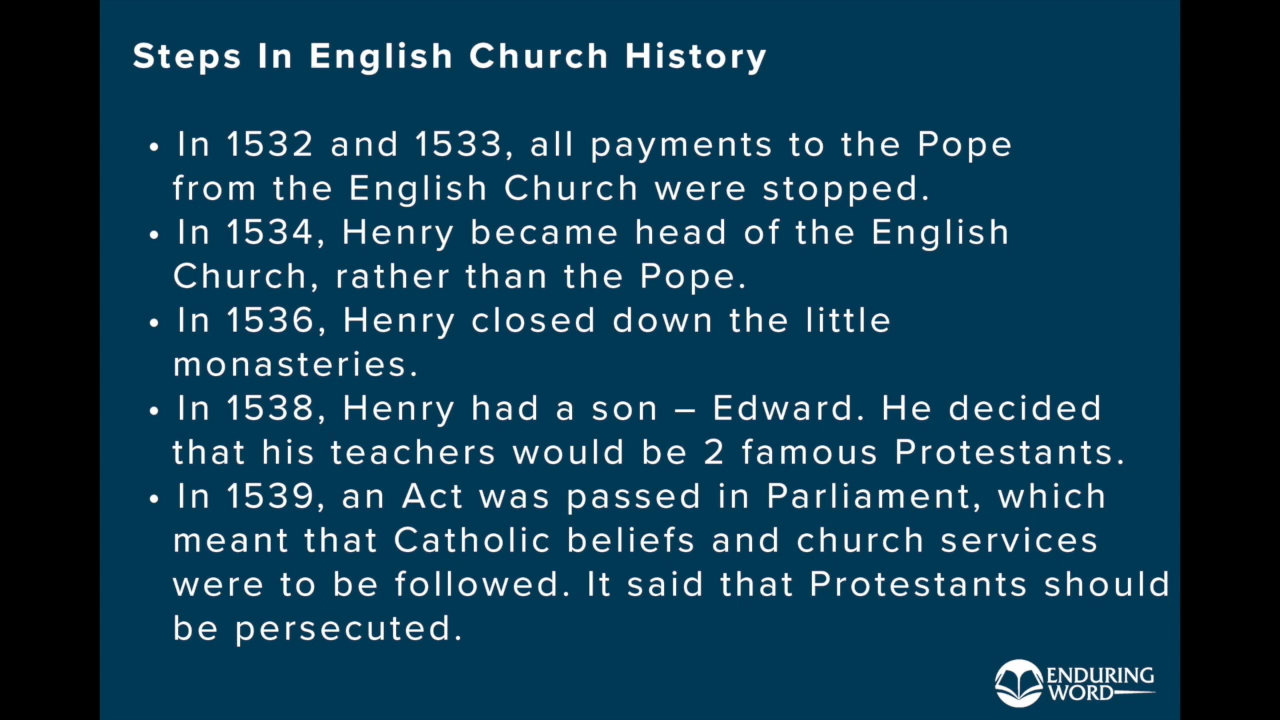 Steps In English Church History
• In 1532 and 1533, all payments to the Pope
from the English Church were stopped.
• In 1534, Henry became head of the English
Church, rather than the Pope.
• In 1536, Henry closed down the little
monasteries.
• In 1538, Henry had a son – Edward. He decided
that his teachers would be 2 famous Protestants.
• In 1539, an Act was passed in Parliament, which
meant that Catholic beliefs and church services
were to be followed. It said that Protestants should
be persecuted.
ENDURING
WORD